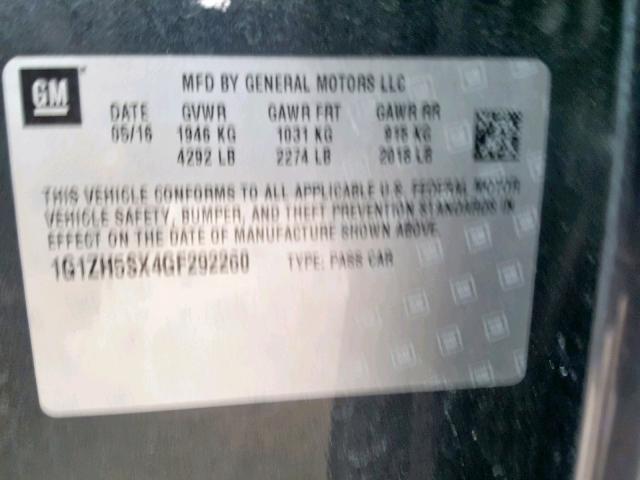 GM
MFD BY GENERAL MOTORS LLC
DATE GVWR GAWR FRT GAWR RR
05/16 1946 KG 1031 KG 915 KG
4292 LB 2274 LB 2018 LB
THIS VEHICLE CONFORMS TO ALL APPLICABLE U.S. FEDERAL MOTOR
VEHICLE SAFETY, BUMPER, AND THEFT PREVENTION STANDARDS IN
EFFECT ON THE DATE OF MANUFACTURE SHOWN ABOVE.
1G1ZH5SX4GF292260 TYPE: PASS CAR